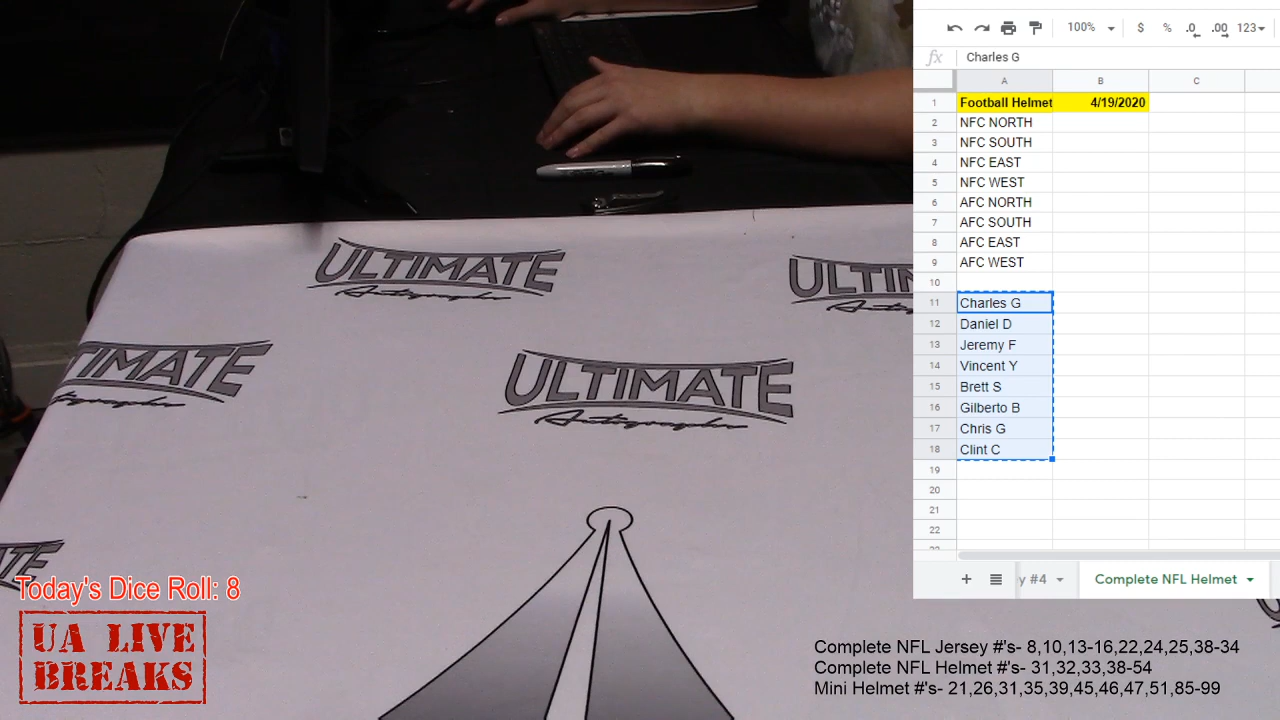 100%
$
%
.0
.00
123
fx
Charles G
A
B
C
1 Football Helmet 4/19/2020
2 NFC NORTH
3 NFC SOUTH
4 NFC EAST
5 NFC WEST
6 AFC NORTH
7 AFC SOUTH
8 AFC EAST
9 AFC WEST
10
11 Charles G
12 Daniel D
13 Jeremy F
14 Vincent Y
15 Brett S
16 Gilberto B
17 Chris G
18 Clint C
19
20
21
22
y #4
Complete NFL Helmet
ULTIMATE
Autographs
ULTIMATE
Autographs
Today's Dice Roll: 8
UA LIVE
BREAKS
Complete NFL Jersey #'s- 8,10,13-16,22,24,25,38-34
Complete NFL Helmet #'s- 31,32,33,38-54
Mini Helmet #'s- 21,26,31,35,39,45,46,47,51,85-99